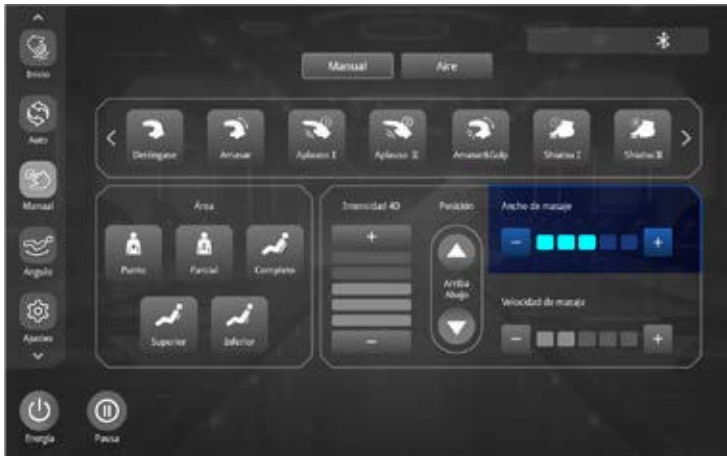 Manual Aire
Inicio
Auto
Manual
Angulo
Ajustes
Deténgase Amasar Aplauso I Aplauso II Amasar&Golp Shiatsu I Shiatsu II
Área
Punto Parcial Completo
Superior Inferior
Intensidad 4D
Posición
Arriba
Abajo
Ancho de masaje
Velocidad de masaje
Energía Pausa